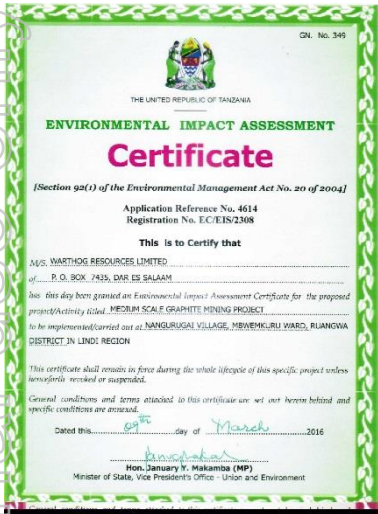 GN. No. 349
THE UNITED REPUBLIC OF TANZANIA
ENVIRONMENTAL IMPACT ASSESSMENT
Certificate
[Section 92(1) of the Environmental Management Act No. 20 of 2004]
Application Reference No. 4614
Registration No. EC/EIS/2308
This is to Certify that
M/S. WARTHOG RESOURCES LIMITED
of P. O. BOX 7435, DAR ES SALAAM
has this day been granted an Environmental Impact Assessment Certificate for the proposed
project/Activity titled MEDIUM SCALE GRAPHITE MINING PROJECT
to be implemented/carried out at NANGURUGAI VILLAGE, MBWEMKURU WARD, RUANGWA
DISTRICT IN LINDI REGION
This certificate shall remain in force during the whole lifecycle of this specific project unless
henceforth revoked or suspended.
General conditions and terms attached to this certificate are set out herein behind and
specific conditions are annexed.
Dated this 09th day of March 2016
Hon. January Y. Makamba (MP)
Minister of State, Vice President's Office - Union and Environment